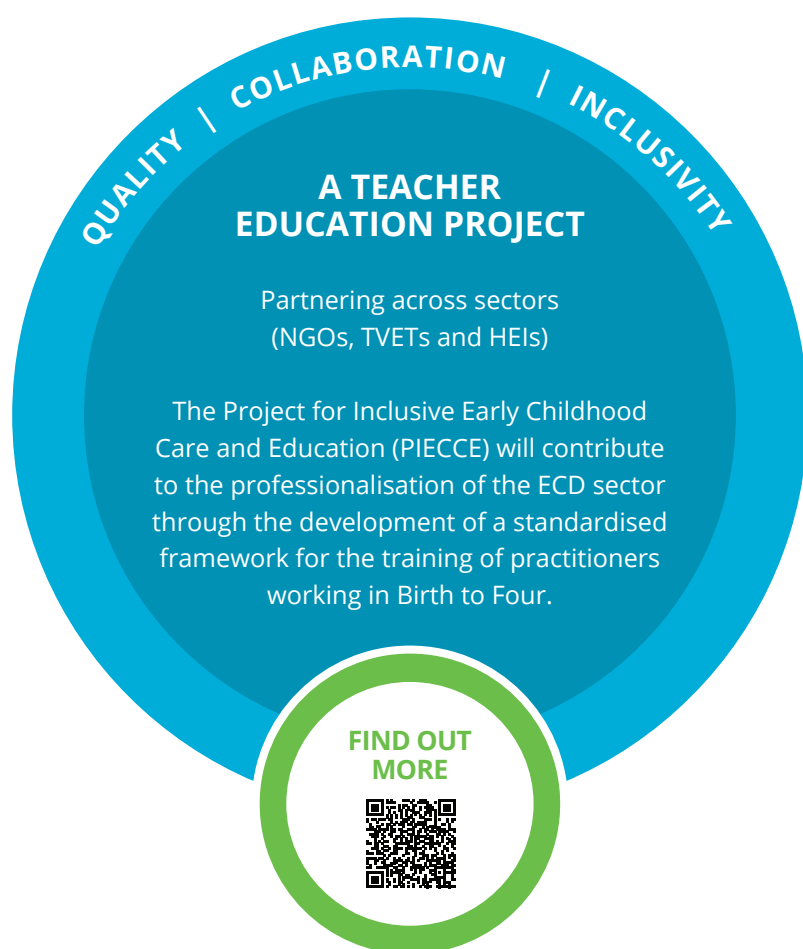 QUALITY | COLLABORATION | INCLUSIVITY
A TEACHER
EDUCATION PROJECT
Partnering across sectors
(NGOs, TVETs and HEIs)
The Project for Inclusive Early Childhood
Care and Education (PIECCE) will contribute
to the professionalisation of the ECD sector
through the development of a standardised
framework for the training of practitioners
working in Birth to Four.
FIND OUT
MORE